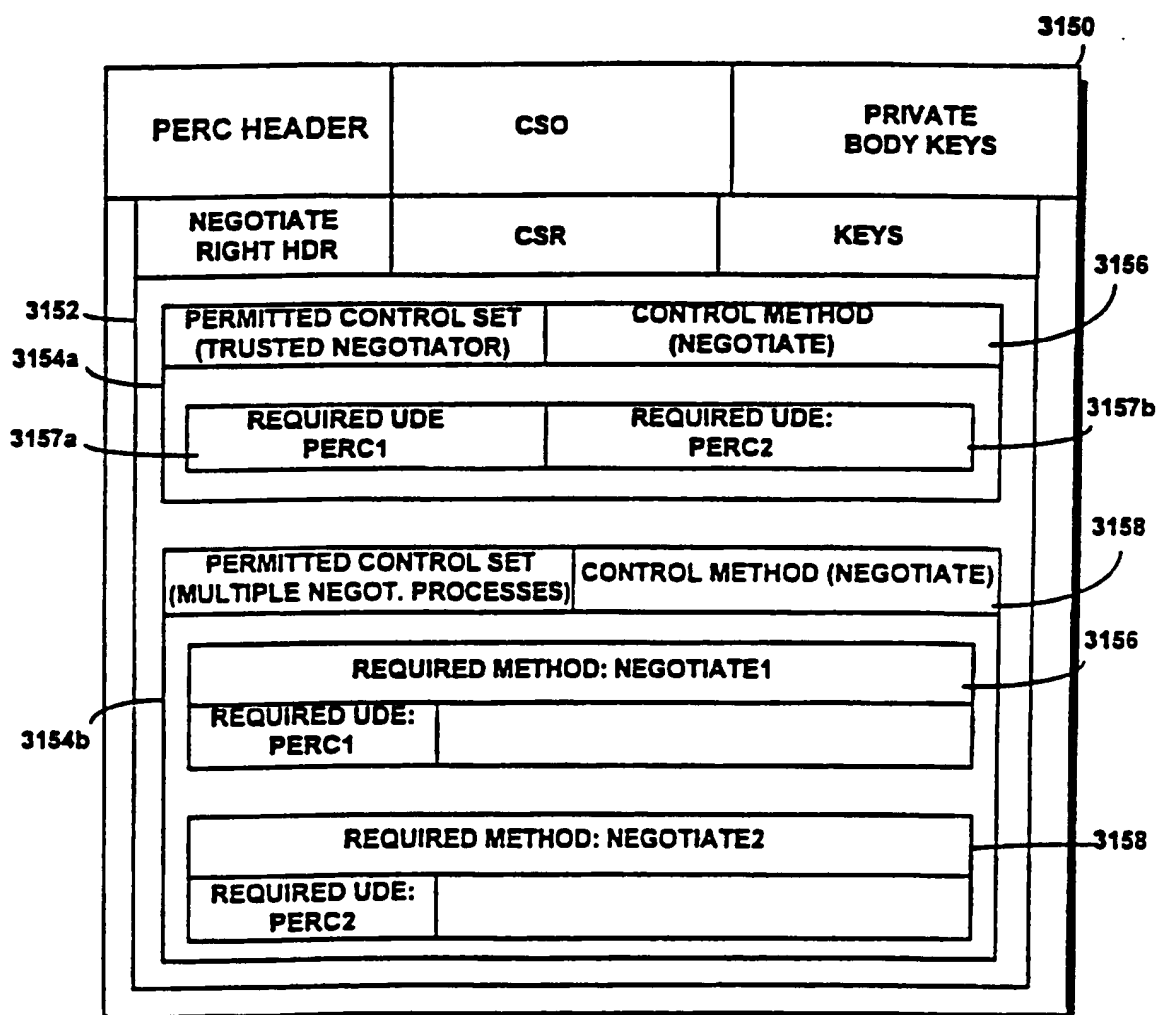 3150
PERC HEADER
CSO
PRIVATE
BODY KEYS
NEGOTIATE
RIGHT HDR
CSR
KEYS
3156
3152
PERMITTED CONTROL SET
(TRUSTED NEGOTIATOR)
CONTROL METHOD
(NEGOTIATE)
3154a
3157a
REQUIRED UDE
PERC1
REQUIRED UDE:
PERC2
3157b
3158
PERMITTED CONTROL SET
(MULTIPLE NEGOT. PROCESSES)
CONTROL METHOD (NEGOTIATE)
3156
REQUIRED METHOD: NEGOTIATE1
REQUIRED UDE:
PERC1
3154b
REQUIRED METHOD: NEGOTIATE2
3158
REQUIRED UDE:
PERC2